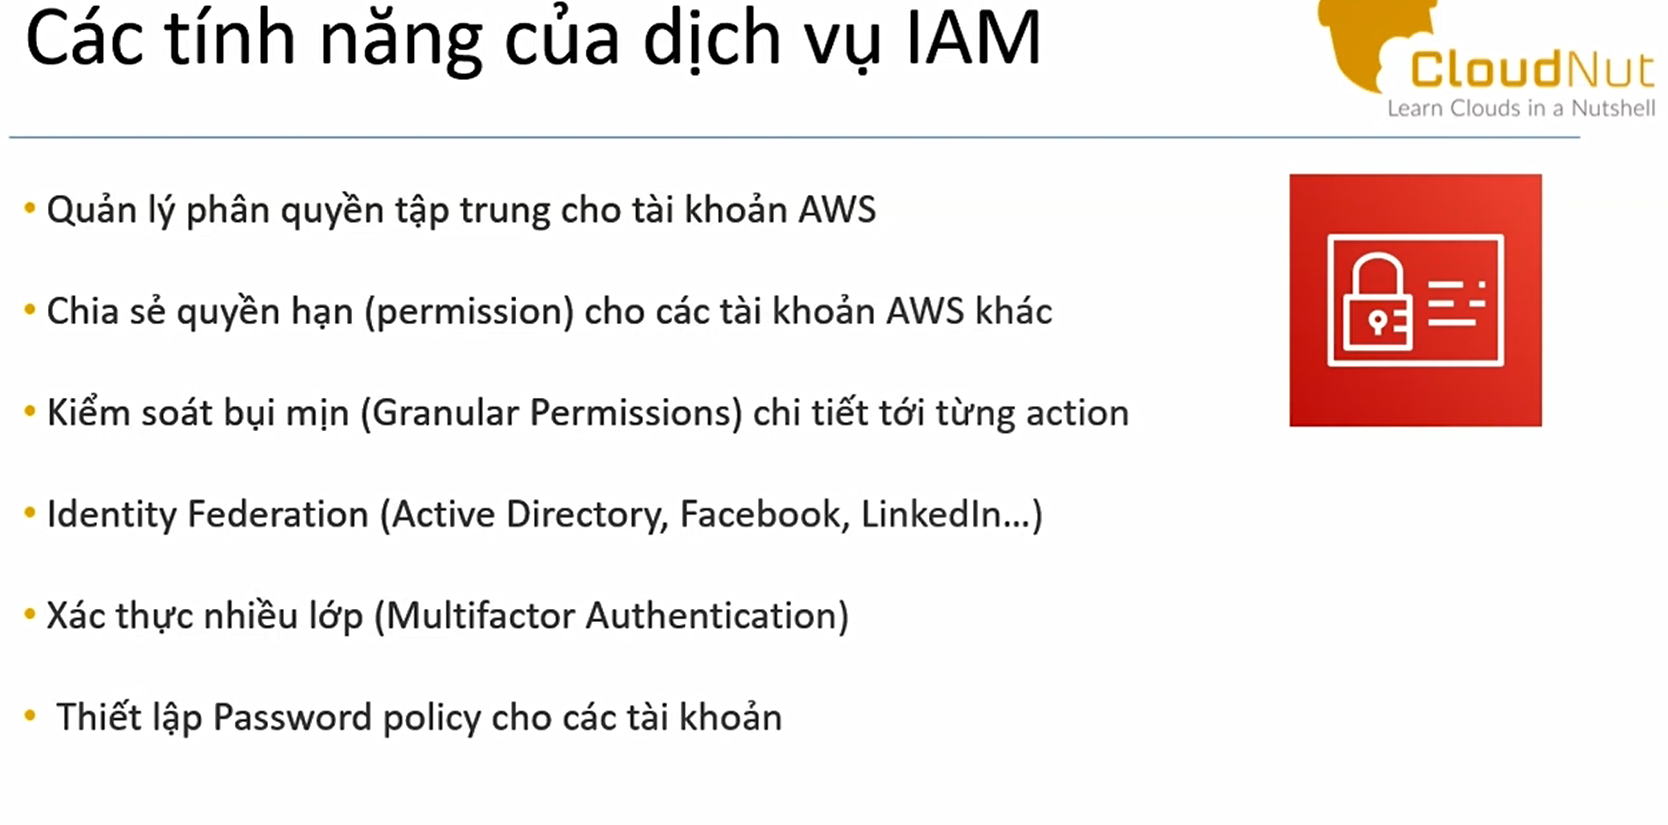 Các tính năng của dịch vụ IAM
CloudNut
Learn Clouds in a Nutshell
• Quản lý phân quyền tập trung cho tài khoản AWS
• Chia sẻ quyền hạn (permission) cho các tài khoản AWS khác
• Kiểm soát bụi mịn (Granular Permissions) chi tiết tới từng action
• Identity Federation (Active Directory, Facebook, LinkedIn...)
• Xác thực nhiều lớp (Multifactor Authentication)
• Thiết lập Password policy cho các tài khoản